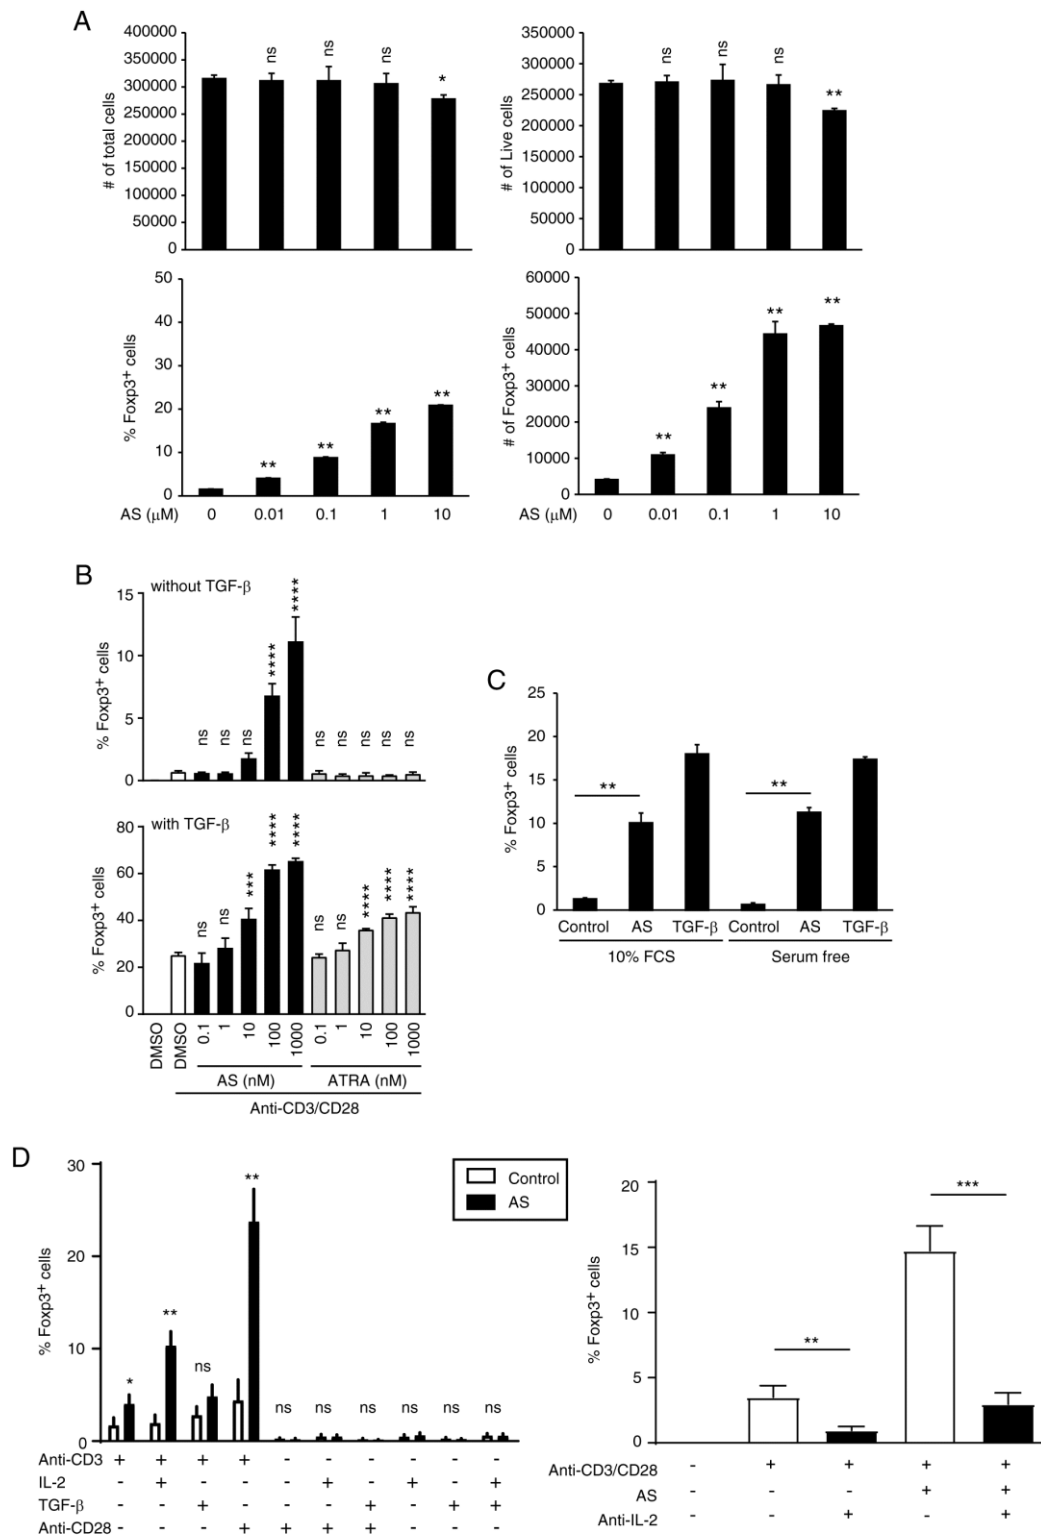 A
400000
350000
300000
250000
200000
150000
100000
50000
0
# of total cells
ns
ns
ns
*
350000
300000
250000
200000
150000
100000
50000
0
# of Live cells
ns
ns
ns
**
50
40
30
20
10
0
% Foxp3+ cells
**
**
**
**
AS (μM) 0 0.01 0.1 1 10
60000
50000
40000
30000
20000
10000
0
# of Foxp3+ cells
**
**
**
**
0 0.01 0.1 1 10
B
without TGF-β
15
10
5
0
% Foxp3+ cells
ns ns ns **** **** ns ns ns ns ns
with TGF-β
80
60
40
20
0
% Foxp3+ cells
ns ns *** **** **** ns ns **** **** ****
DMSO DMSO 0.1 1 10 100 1000 0.1 1 10 100 1000
AS (nM) ATRA (nM)
Anti-CD3/CD28
C
25
20
15
10
5
0
% Foxp3+ cells
** **
Control AS TGF-β Control AS TGF-β
10% FCS Serum free
D
30
20
10
0
% Foxp3+ cells
* ** ns ** ns ns ns ns ns ns
Control
AS
Anti-CD3 + + + + - - - - - -
IL-2 - + - - - + - + - +
TGF-β - - + - - - + - + +
Anti-CD28 - - - + + + + - - -
20
15
10
5
0
% Foxp3+ cells
** ***
Anti-CD3/CD28 - + + + +
AS - - - + +
Anti-IL-2 - - + - +